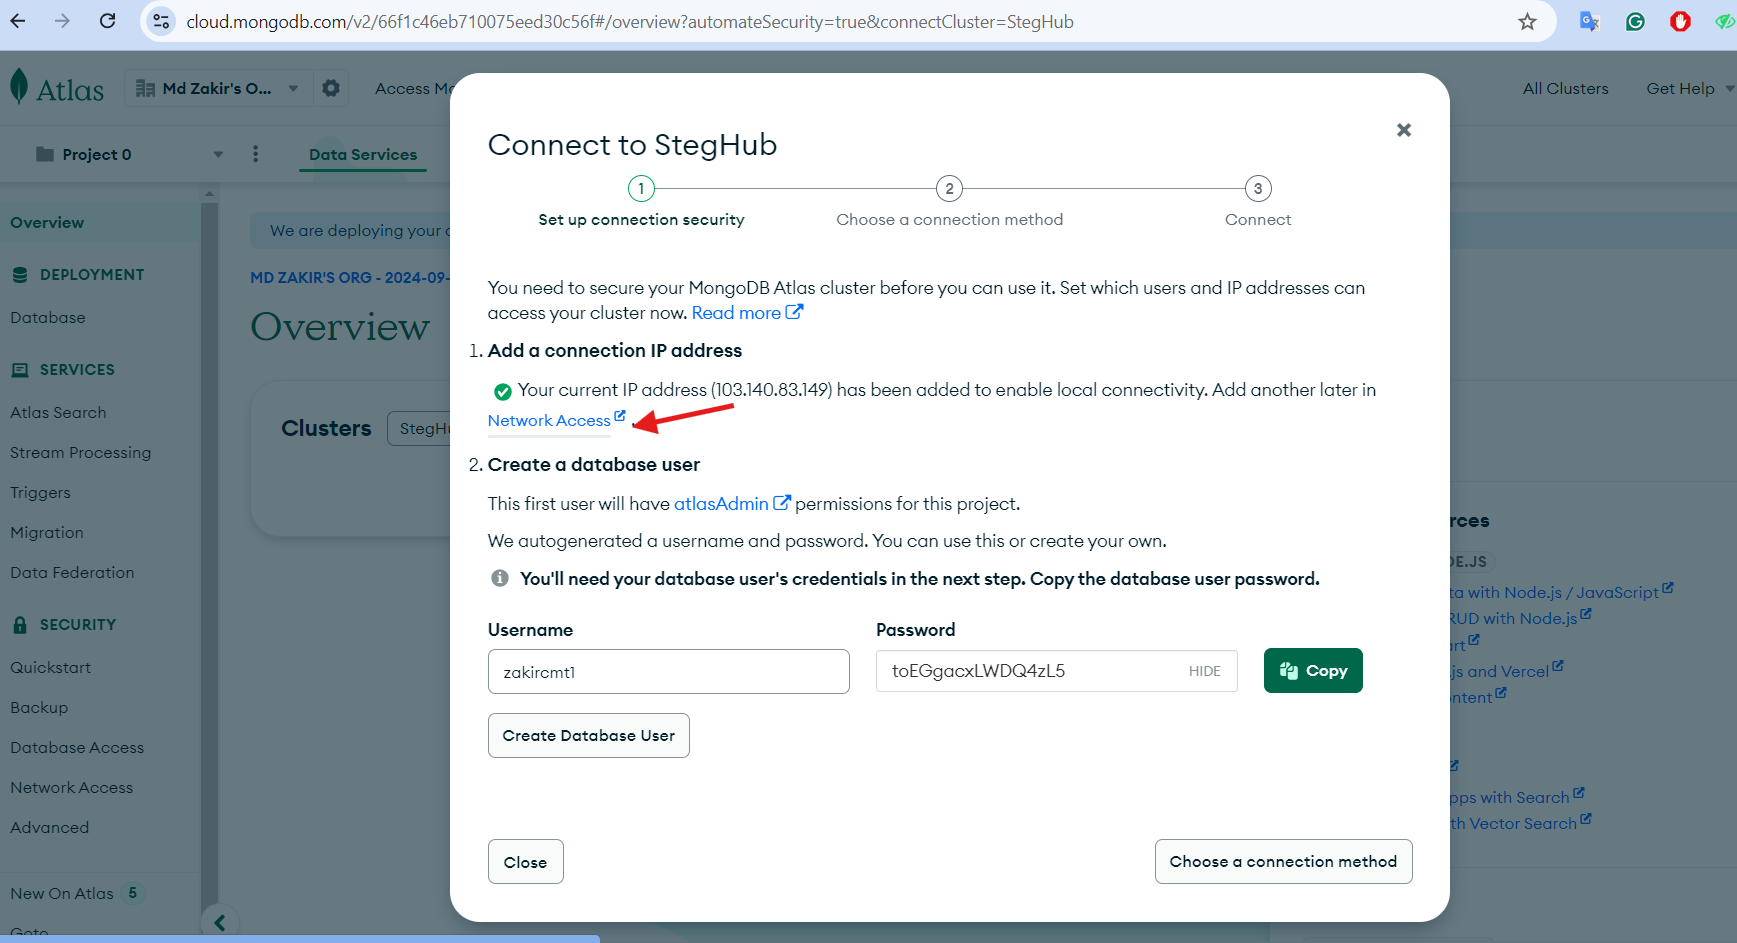 cloud.mongodb.com/v2/66f1c46eb710075eed30c56f#/overview?automateSecurity=true&connectCluster=StegHub
Atlas
Md Zakir's O...
Access M
All Clusters
Get Help
Project 0
Data Services
Overview
DEPLOYMENT
Database
SERVICES
Atlas Search
Stream Processing
Triggers
Migration
Data Federation
SECURITY
Quickstart
Backup
Database Access
Network Access
Advanced
New On Atlas 5
Goto
We are deploying your
MD ZAKIR'S ORG - 2024-09-
Overview
Clusters
StegH
Connect to StegHub
1
2
3
Set up connection security
Choose a connection method
Connect
You need to secure your MongoDB Atlas cluster before you can use it. Set which users and IP addresses can
access your cluster now. Read more
1. Add a connection IP address
Your current IP address (103.140.83.149) has been added to enable local connectivity. Add another later in
Network Access .
2. Create a database user
This first user will have atlasAdmin permissions for this project.
We autogenerated a username and password. You can use this or create your own.
You'll need your database user's credentials in the next step. Copy the database user password.
Username
Password
zakircmt1
toEGgacxLWDQ4zL5
HIDE
Copy
Create Database User
Close
Choose a connection method
rces
DE.JS
ta with Node.js / JavaScript
RUD with Node.js
art
.js and Vercel
ontent
pps with Search
th Vector Search